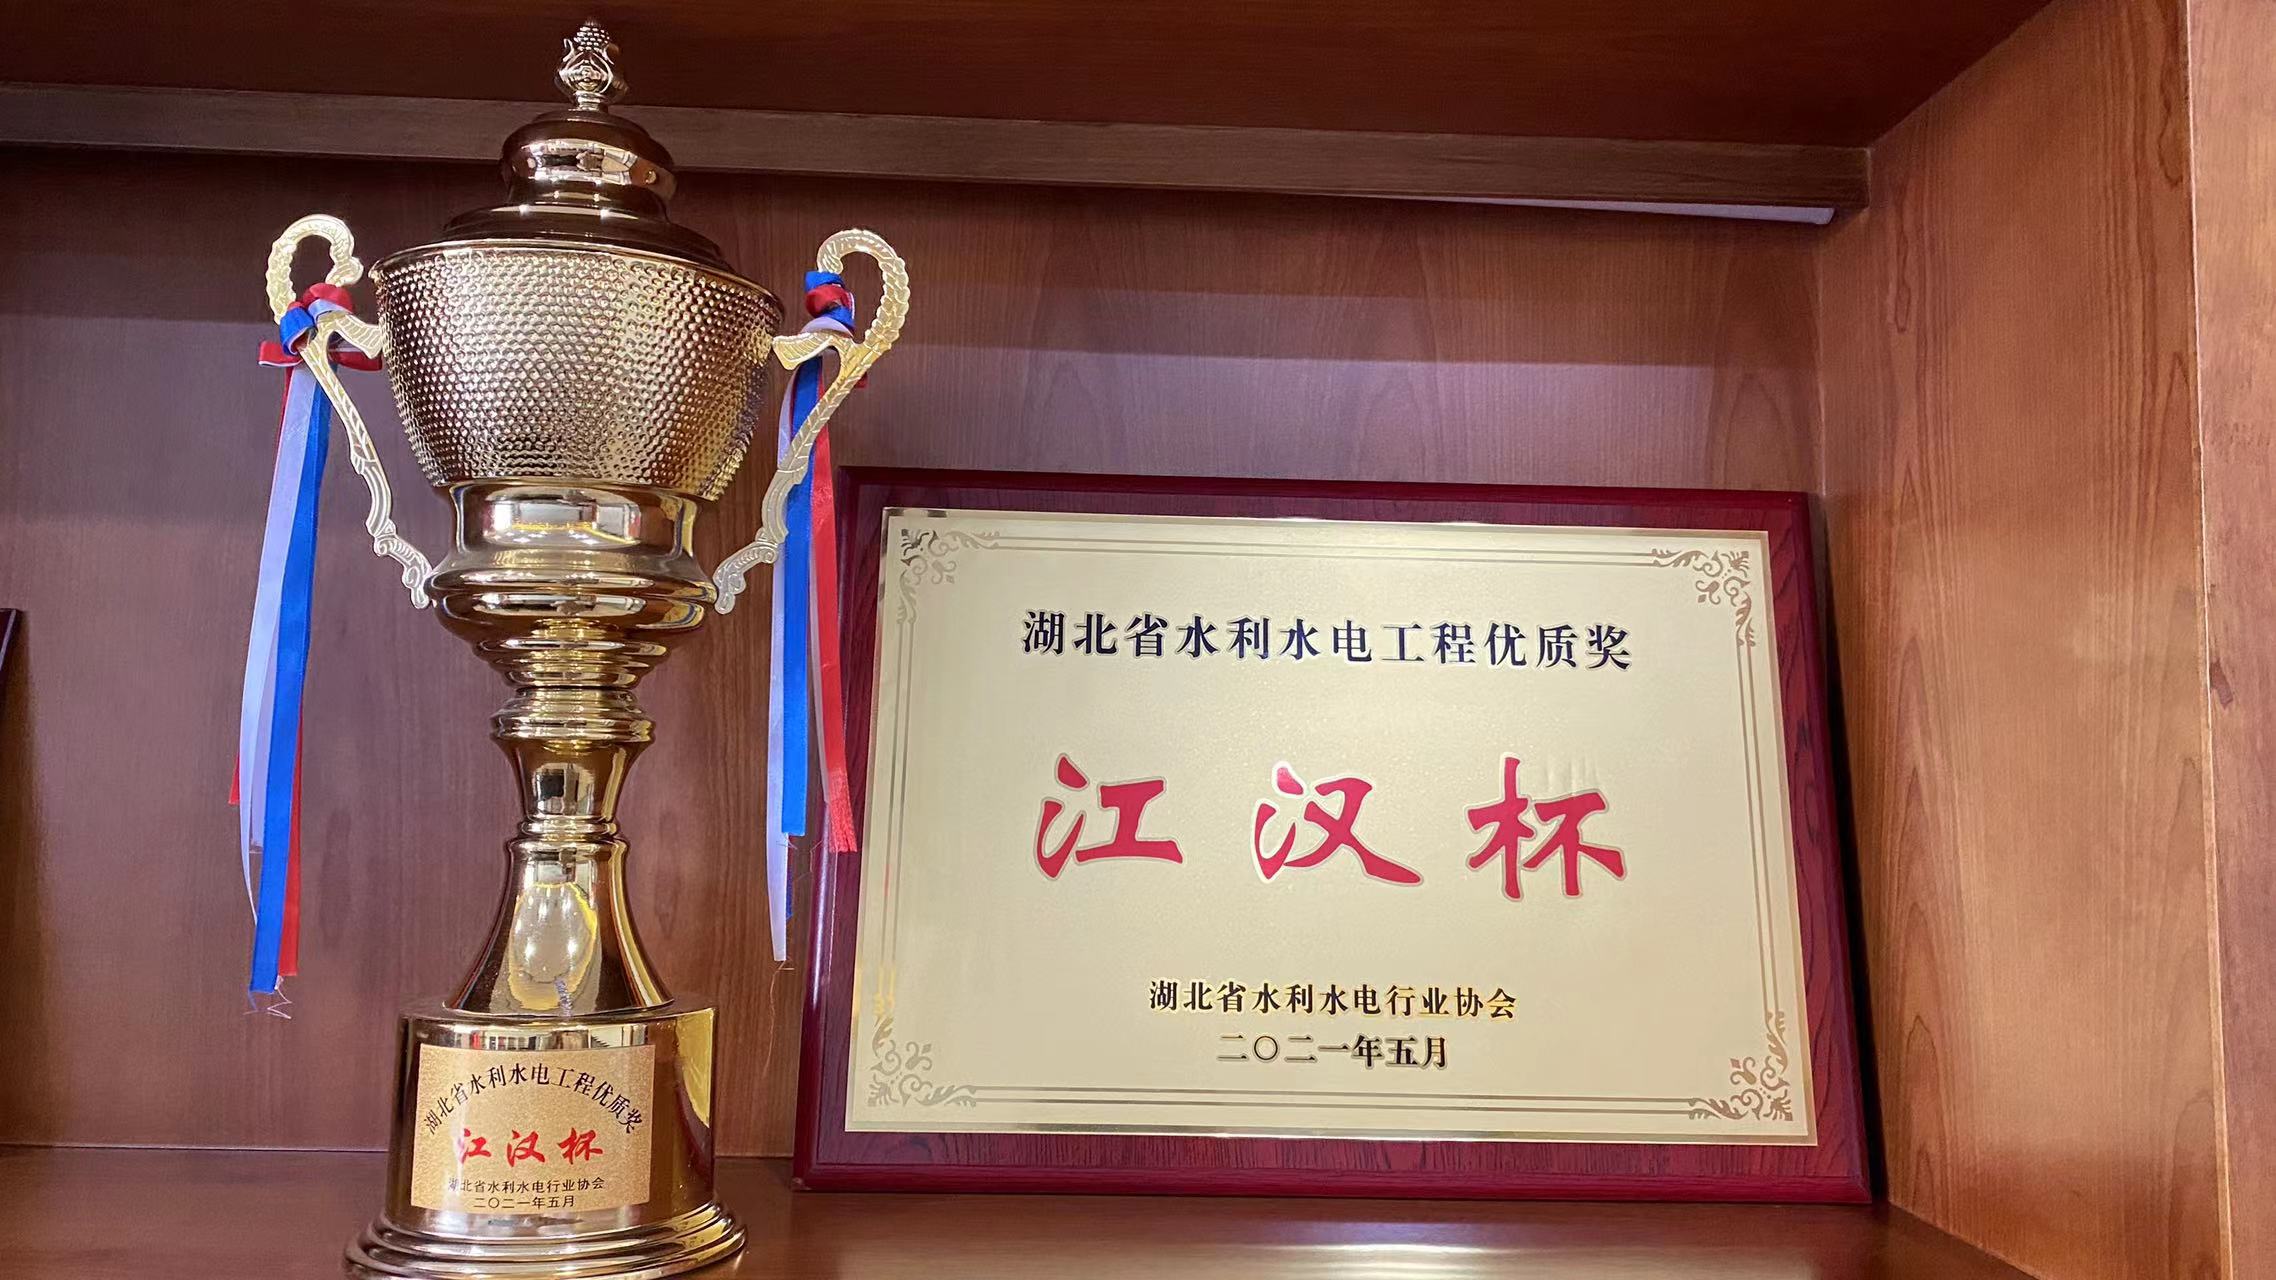 湖北省水利水电工程优质奖
江汉杯
湖北省水利水电行业协会
二〇二一年五月
湖北省水利水电工程优质奖
江汉杯
湖北省水利水电行业协会
二〇二一年五月